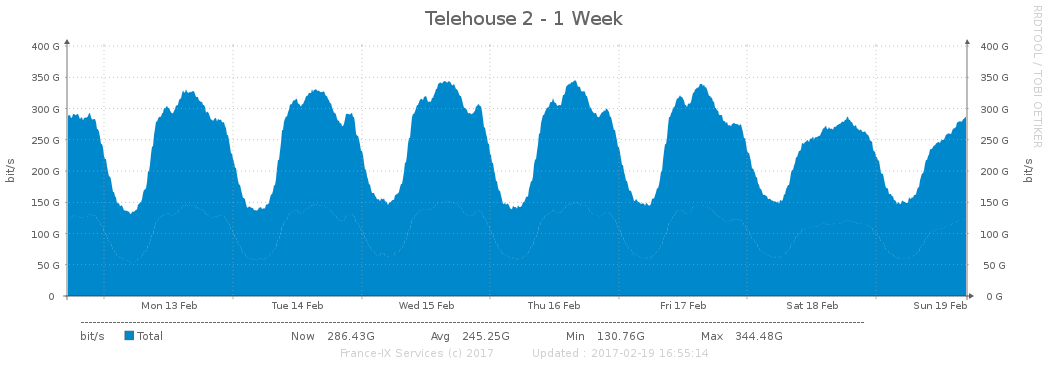 Telehouse 2 - 1 Week
RRDTOOL / TOBI OETIKER
400 G 400 G
350 G 350 G
300 G 300 G
250 G 250 G
200 G 200 G
150 G 150 G
100 G 100 G
50 G 50 G
0 0 G
bit/s
bit/s
Mon 13 Feb Tue 14 Feb Wed 15 Feb Thu 16 Feb Fri 17 Feb Sat 18 Feb Sun 19 Feb
bit/s Total Now 286.43G Avg 245.25G Min 130.76G Max 344.48G
France-IX Services (c) 2017 Updated : 2017-02-19 16:55:14